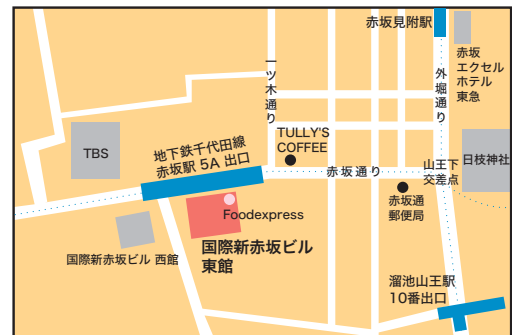 赤坂見附駅
赤坂
エクセル
ホテル
東急
一ツ木通り
外堀通り
TBS
地下鉄千代田線
赤坂駅 5A 出口
TULLY'S
COFFEE
赤坂通り
山王下
交差点
日枝神社
Foodexpress
赤坂通
郵便局
国際新赤坂ビル 西館
国際新赤坂ビル
東館
溜池山王駅
10番出口